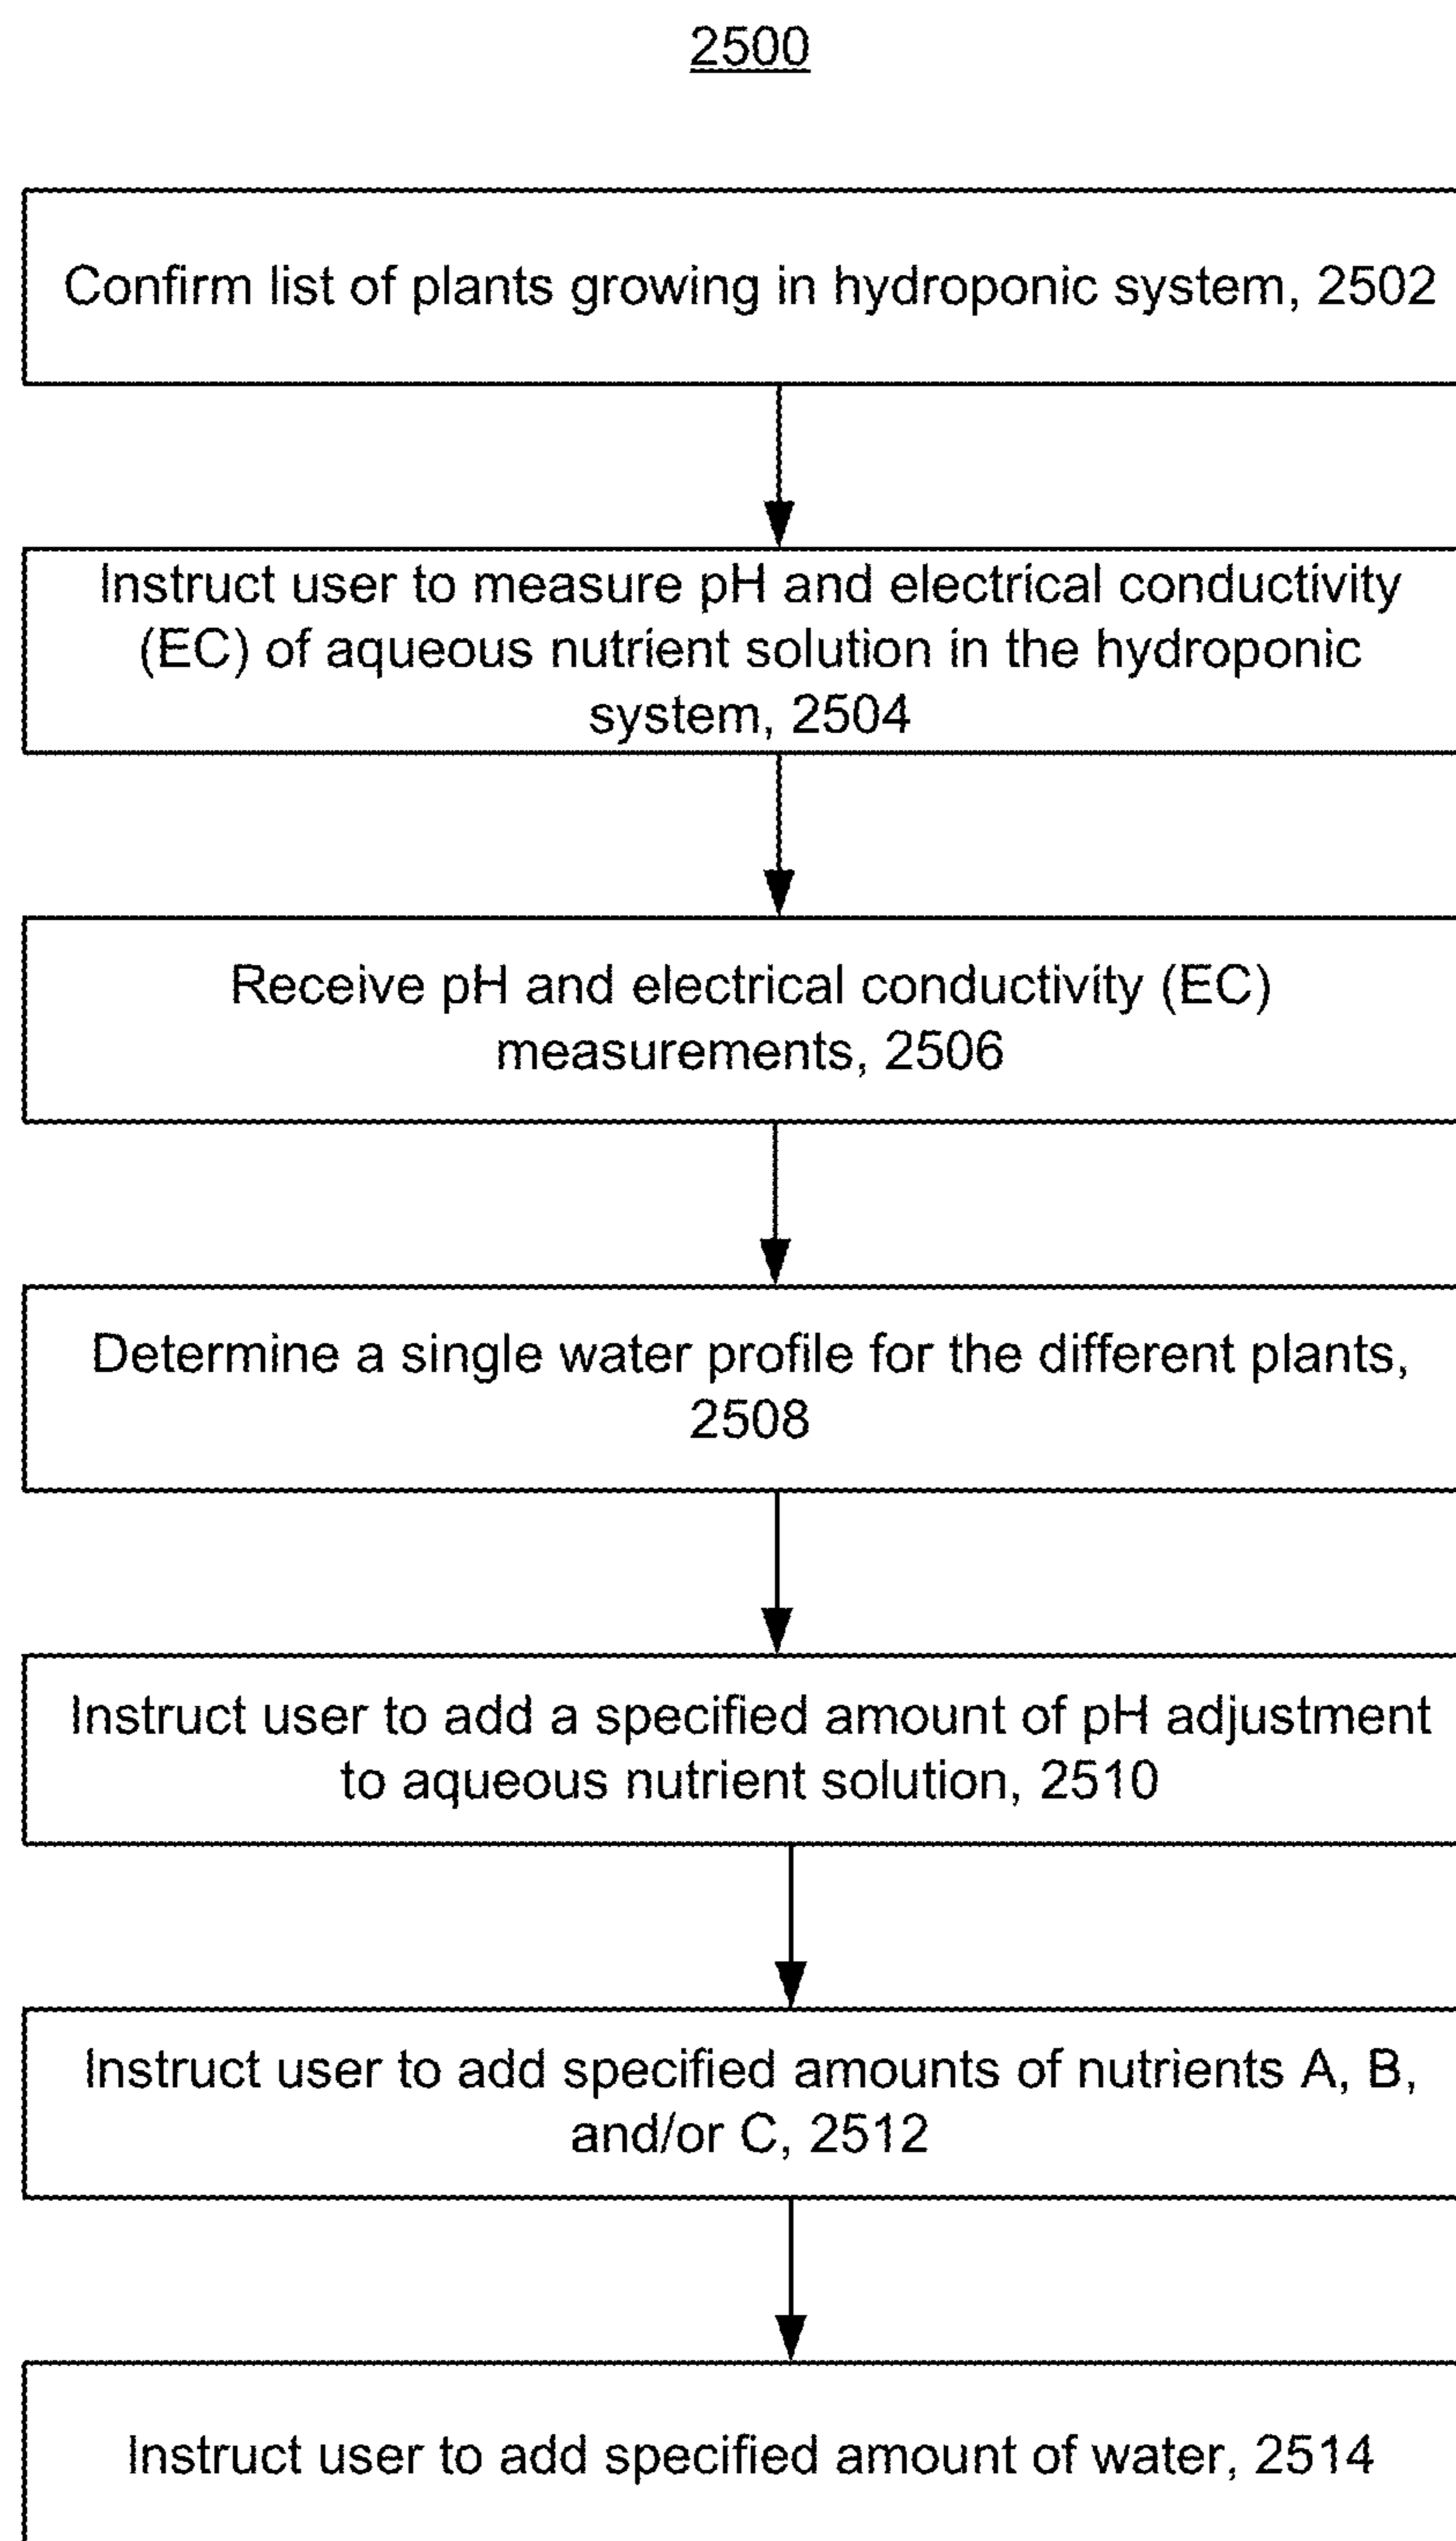 2500
Confirm list of plants growing in hydroponic system, 2502
Instruct user to measure pH and electrical conductivity
(EC) of aqueous nutrient solution in the hydroponic
system, 2504
Receive pH and electrical conductivity (EC)
measurements, 2506
Determine a single water profile for the different plants,
2508
Instruct user to add a specified amount of pH adjustment
to aqueous nutrient solution, 2510
Instruct user to add specified amounts of nutrients A, B,
and/or C, 2512
Instruct user to add specified amount of water, 2514